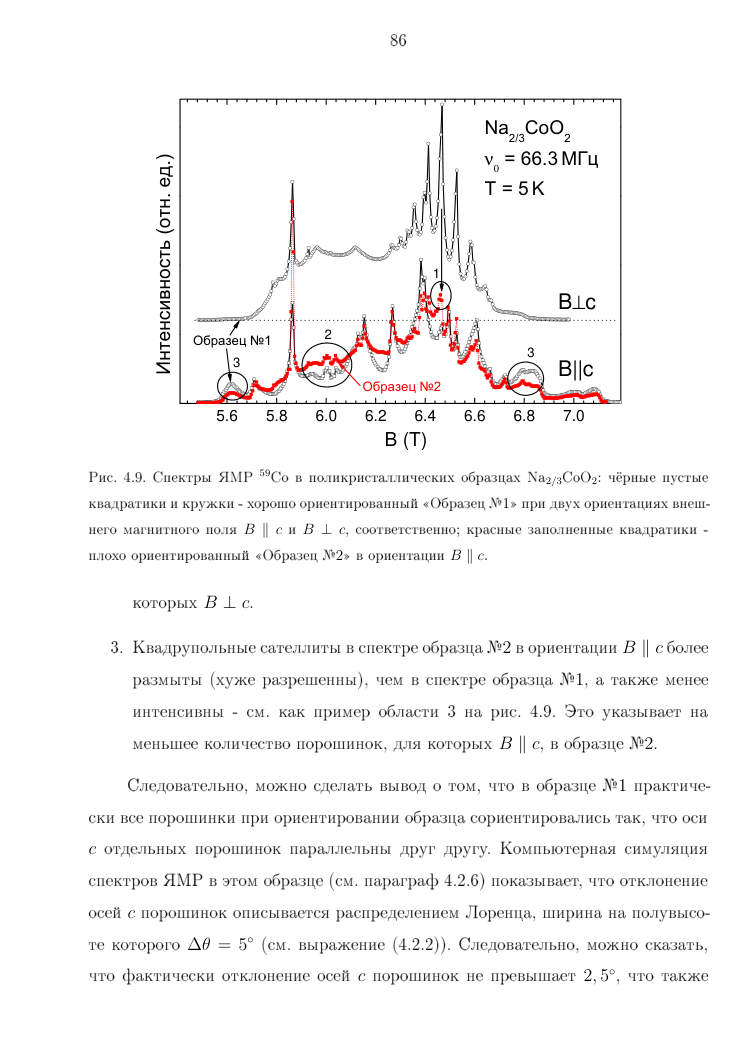 86
Na2/3CoO2
ν0 = 66.3 МГц
T = 5 K
Интенсивность (отн. ед.)
1
B⊥c
Образец №1
2
3
3
B||c
Образец №2
5.6 5.8 6.0 6.2 6.4 6.6 6.8 7.0
B (T)
Рис. 4.9. Спектры ЯМР 59Co в поликристаллических образцах Na2/3CoO2: чёрные пустые
квадратики и кружки - хорошо ориентированный «Образец №1» при двух ориентациях внеш-
него магнитного поля B ∥ c и B ⊥ c, соответственно; красные заполненные квадратики -
плохо ориентированный «Образец №2» в ориентации B ∥ c.
которых B ⊥ c.
3. Квадрупольные сателлиты в спектре образца №2 в ориентации B ∥ c более
размыты (хуже разрешенны), чем в спектре образца №1, а также менее
интенсивны - см. как пример области 3 на рис. 4.9. Это указывает на
меньшее количество порошинок, для которых B ∥ c, в образце №2.
Следовательно, можно сделать вывод о том, что в образце №1 практиче-
ски все порошинки при ориентировании образца сориентировались так, что оси
c отдельных порошинок параллельны друг другу. Компьютерная симуляция
спектров ЯМР в этом образце (см. параграф 4.2.6) показывает, что отклонение
осей c порошинок описывается распределением Лоренца, ширина на полувысо-
те которого Δθ = 5° (см. выражение (4.2.2)). Следовательно, можно сказать,
что фактически отклонение осей c порошинок не превышает 2, 5°, что также